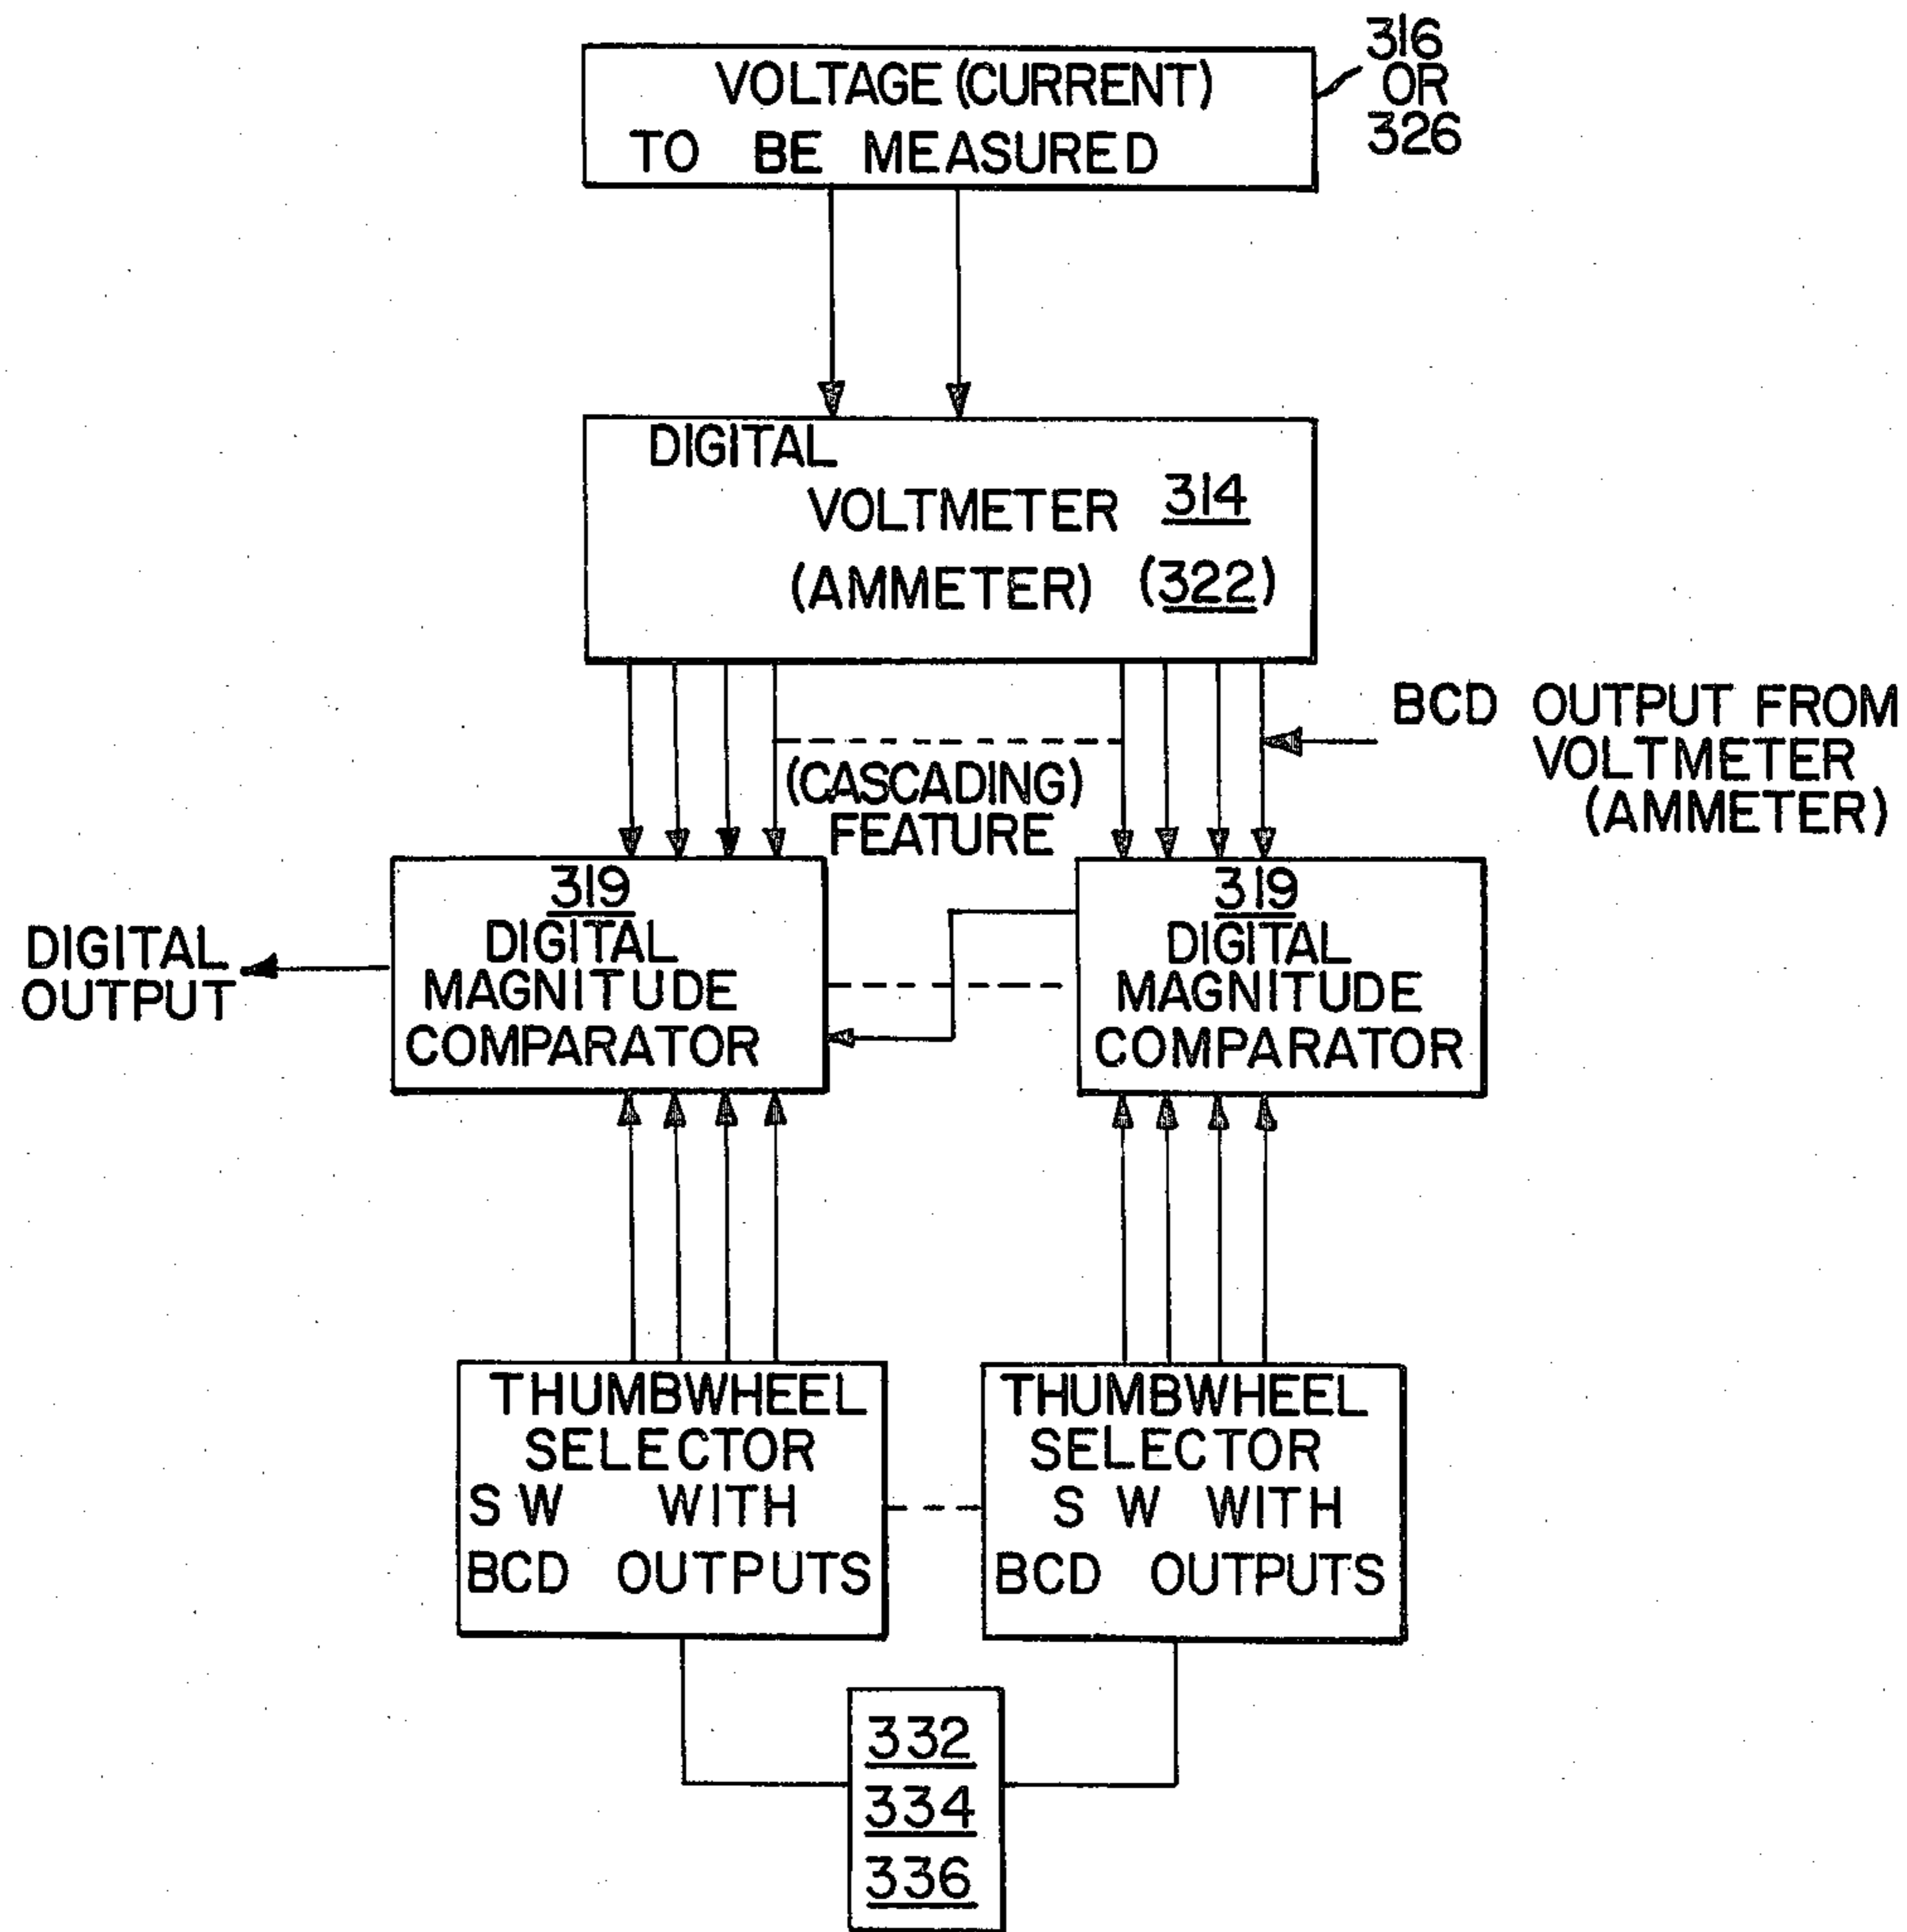 VOLTAGE (CURRENT)
TO BE MEASURED
316
OR
326
DIGITAL
VOLTMETER 314
(AMMETER) (322)
BCD OUTPUT FROM
VOLTMETER
(AMMETER)
(CASCADING)
FEATURE
319
DIGITAL
MAGNITUDE
COMPARATOR
319
DIGITAL
MAGNITUDE
COMPARATOR
DIGITAL
OUTPUT
THUMBWHEEL
SELECTOR
SW WITH
BCD OUTPUTS
THUMBWHEEL
SELECTOR
SW WITH
BCD OUTPUTS
332
334
336